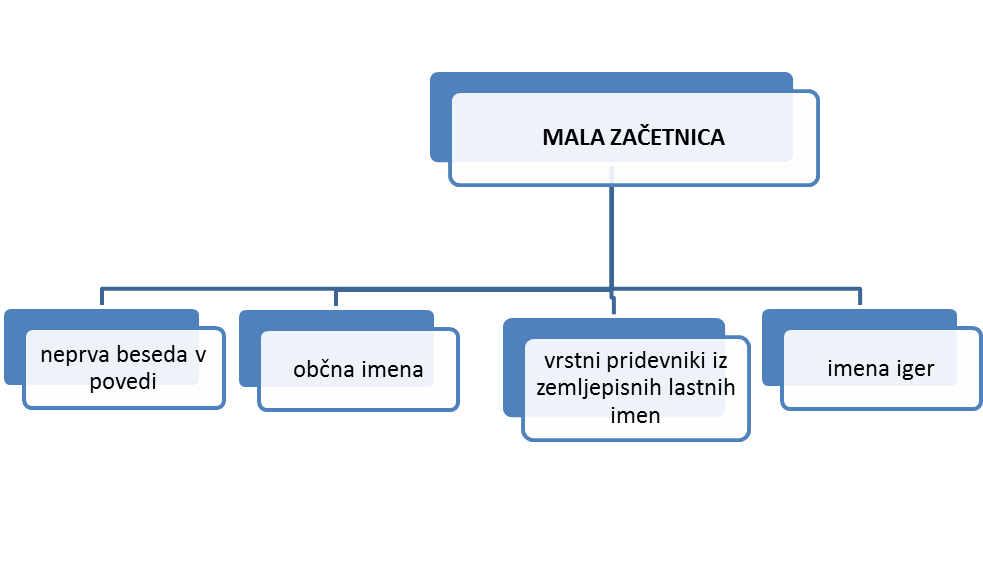 MALA ZAČETNICA
neprva beseda v
povedi
občna imena
vrstni pridevniki iz
zemljepisnih lastnih
imen
imena iger